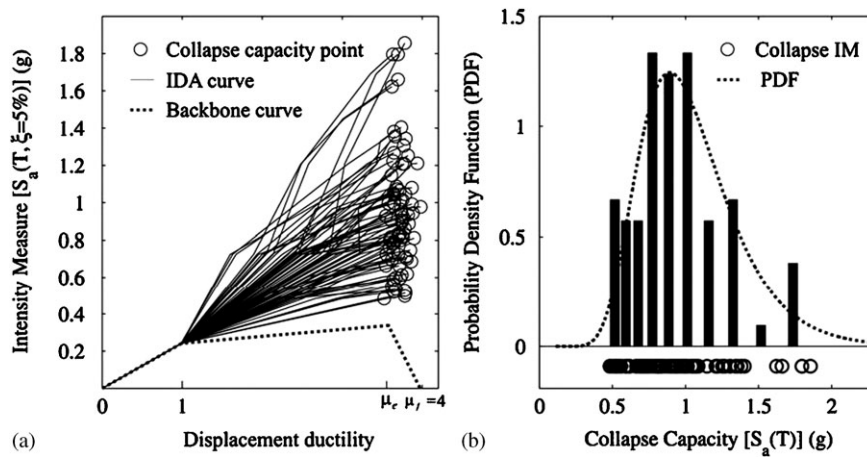 Intensity Measure [S_a(T, ξ=5%)] (g)
1.8
1.6
1.4
1.2
1
0.8
0.6
0.4
0.2
Collapse capacity point
IDA curve
Backbone curve
0
1
μ_c
μ_f = 4
(a)
Displacement ductility
Probability Density Function (PDF)
1.5
1
0.5
0
Collapse IM
PDF
0
0.5
1
1.5
2
(b)
Collapse Capacity [S_a(T)] (g)